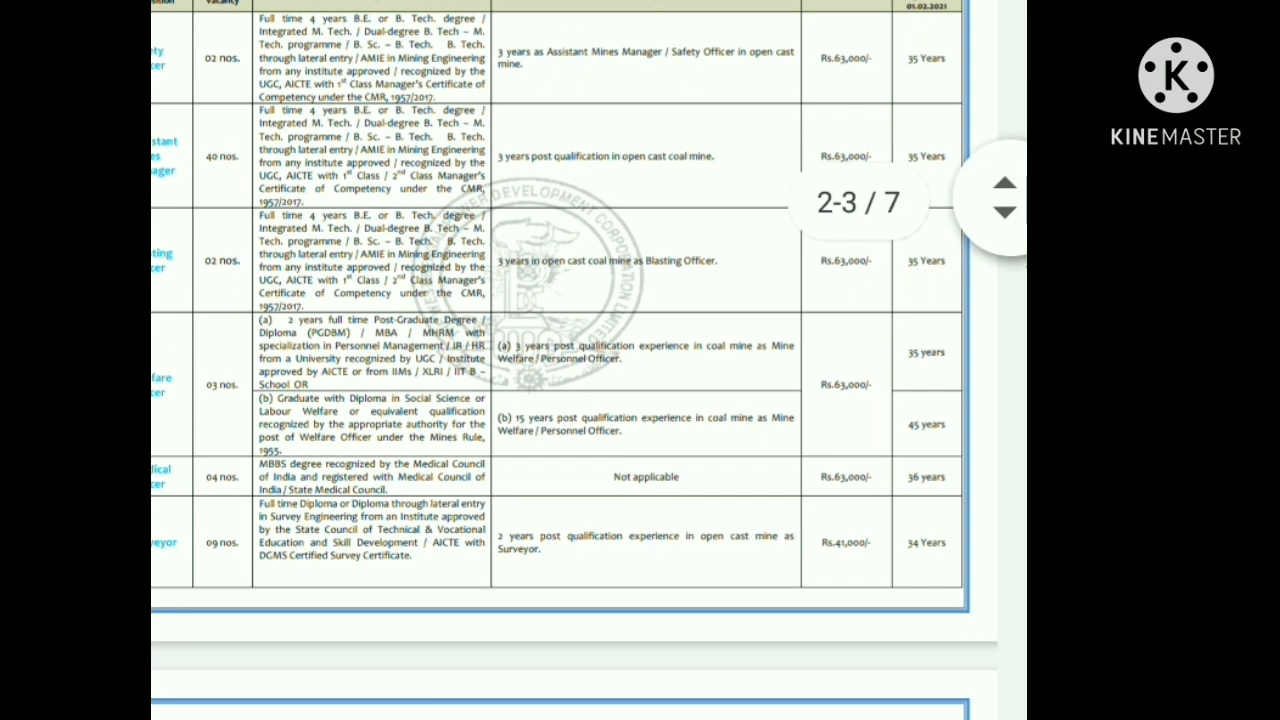 vacancy
01.02.2021
02 nos.
Full time 4 years B.E. or B. Tech. degree /
Integrated M. Tech. / Dual-degree B. Tech – M.
Tech. programme / B. Sc. – B. Tech. B. Tech.
through lateral entry / AMIE in Mining Engineering
from any institute approved / recognized by the
UGC, AICTE with 1st Class Manager's Certificate of
Competency under the CMR, 1957/2017.
3 years as Assistant Mines Manager / Safety Officer in open cast
mine.
Rs.63,000/-
35 Years
40 nos.
Full time 4 years B.E. or B. Tech. degree /
Integrated M. Tech. / Dual-degree B. Tech – M.
Tech. programme / B. Sc. – B. Tech. B. Tech.
through lateral entry / AMIE in Mining Engineering
from any institute approved / recognized by the
UGC, AICTE with 1st Class / 2nd Class Manager's
Certificate of Competency under the CMR,
1957/2017.
3 years post qualification in open cast coal mine.
Rs.63,000/-
35 Years
02 nos.
Full time 4 years B.E. or B. Tech. degree /
Integrated M. Tech. / Dual-degree B. Tech – M.
Tech. programme / B. Sc. – B. Tech. B. Tech.
through lateral entry / AMIE in Mining Engineering
from any institute approved / recognized by the
UGC, AICTE with 1st Class / 2nd Class Manager's
Certificate of Competency under the CMR,
1957/2017.
3 years in open cast coal mine as Blasting Officer.
Rs.63,000/-
35 Years
03 nos.
(a) 2 years full time Post-Graduate Degree /
Diploma (PGDBM) / MBA / MHRM with
specialization in Personnel Management / IR / HR
from a University recognized by UGC / Institute
approved by AICTE or from IIMs / XLRI / IIT B –
School OR
(a) 3 years post qualification experience in coal mine as Mine
Welfare / Personnel Officer.
Rs.63,000/-
35 years
(b) Graduate with Diploma in Social Science or
Labour Welfare or equivalent qualification
recognized by the appropriate authority for the
post of Welfare Officer under the Mines Rule,
1955.
(b) 15 years post qualification experience in coal mine as Mine
Welfare / Personnel Officer.
45 years
04 nos.
MBBS degree recognized by the Medical Council
of India and registered with Medical Council of
India / State Medical Council.
Not applicable
Rs.63,000/-
36 years
09 nos.
Full time Diploma or Diploma through lateral entry
in Survey Engineering from an Institute approved
by the State Council of Technical & Vocational
Education and Skill Development / AICTE with
DGMS Certified Survey Certificate.
2 years post qualification experience in open cast mine as
Surveyor.
Rs.41,000/-
34 Years
POWER DEVELOPMENT CORPORATION LIMITED
2-3 / 7
K
KINEMASTER